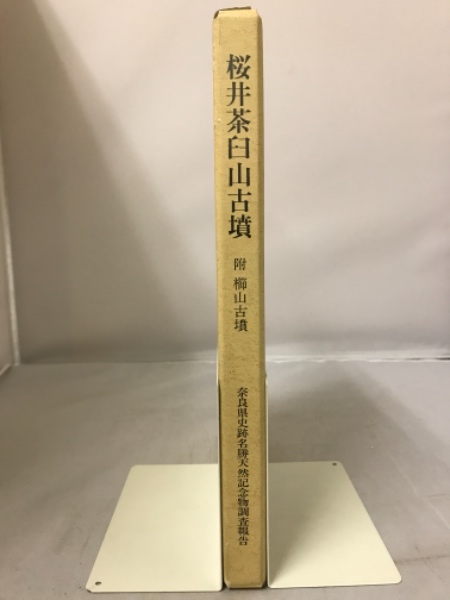 桜井茶臼山古墳
附 櫛山古墳
奈良県史跡名勝天然記念物調査報告